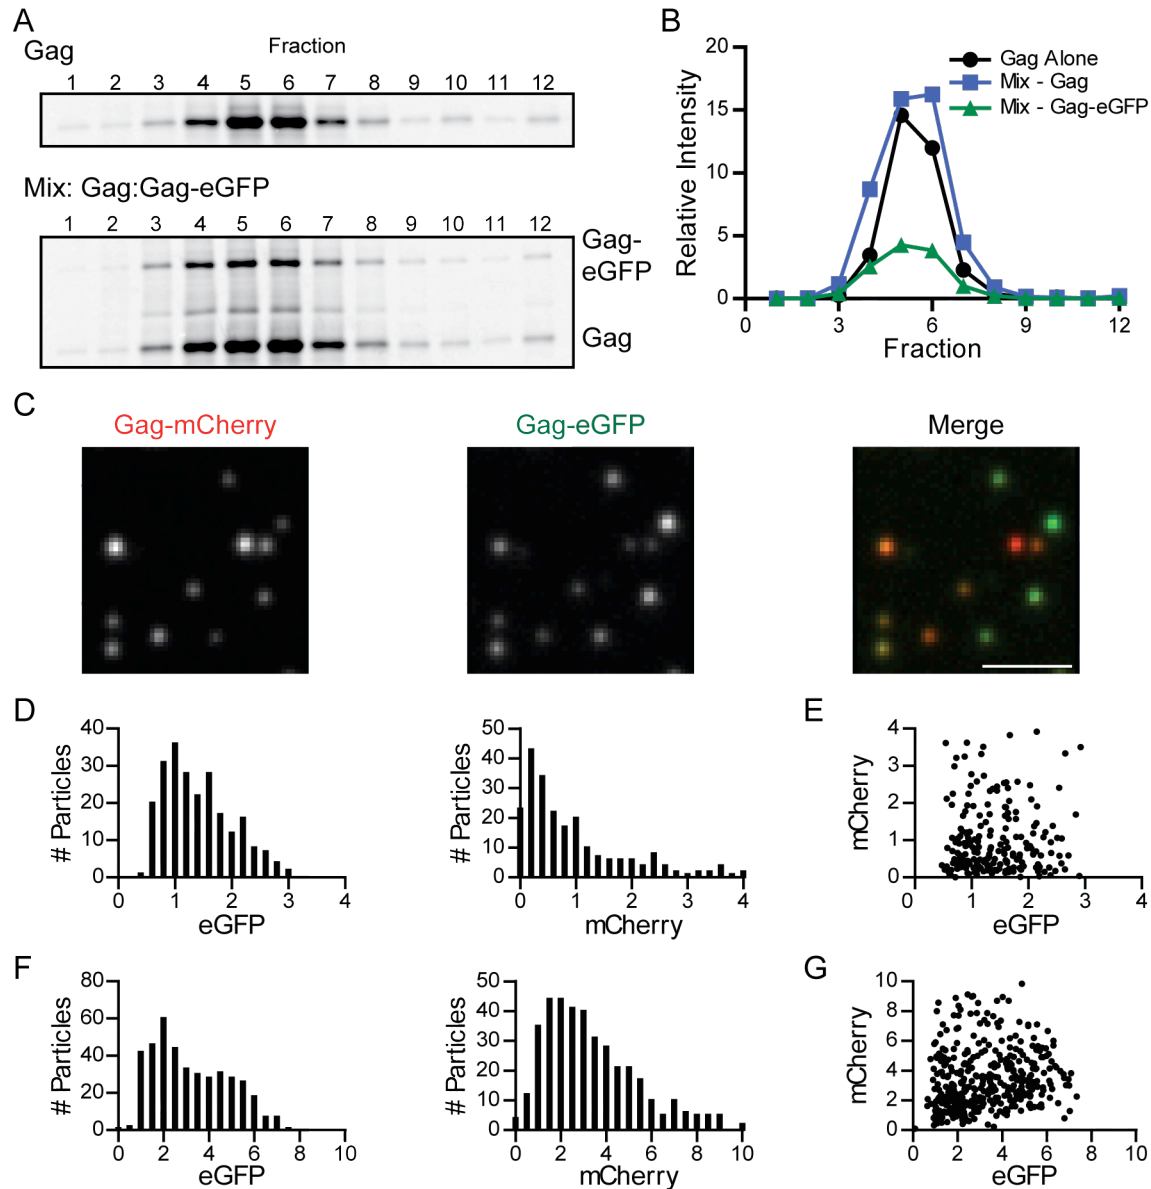 A
Gag
Fraction
1 2 3 4 5 6 7 8 9 10 11 12
Mix: Gag:Gag-eGFP
1 2 3 4 5 6 7 8 9 10 11 12
Gag-
eGFP
Gag
B
20
15
10
5
0
Relative Intensity
0 3 6 9 12
Fraction
Gag Alone
Mix - Gag
Mix - Gag-eGFP
C
Gag-mCherry
Gag-eGFP
Merge
D
40
30
20
10
0
# Particles
0 1 2 3 4
eGFP
50
40
30
20
10
0
# Particles
0 1 2 3 4
mCherry
E
4
3
2
1
0
mCherry
0 1 2 3 4
eGFP
F
80
60
40
20
0
# Particles
0 2 4 6 8 10
eGFP
50
40
30
20
10
0
# Particles
0 2 4 6 8 10
mCherry
G
10
8
6
4
2
0
mCherry
0 2 4 6 8 10
eGFP